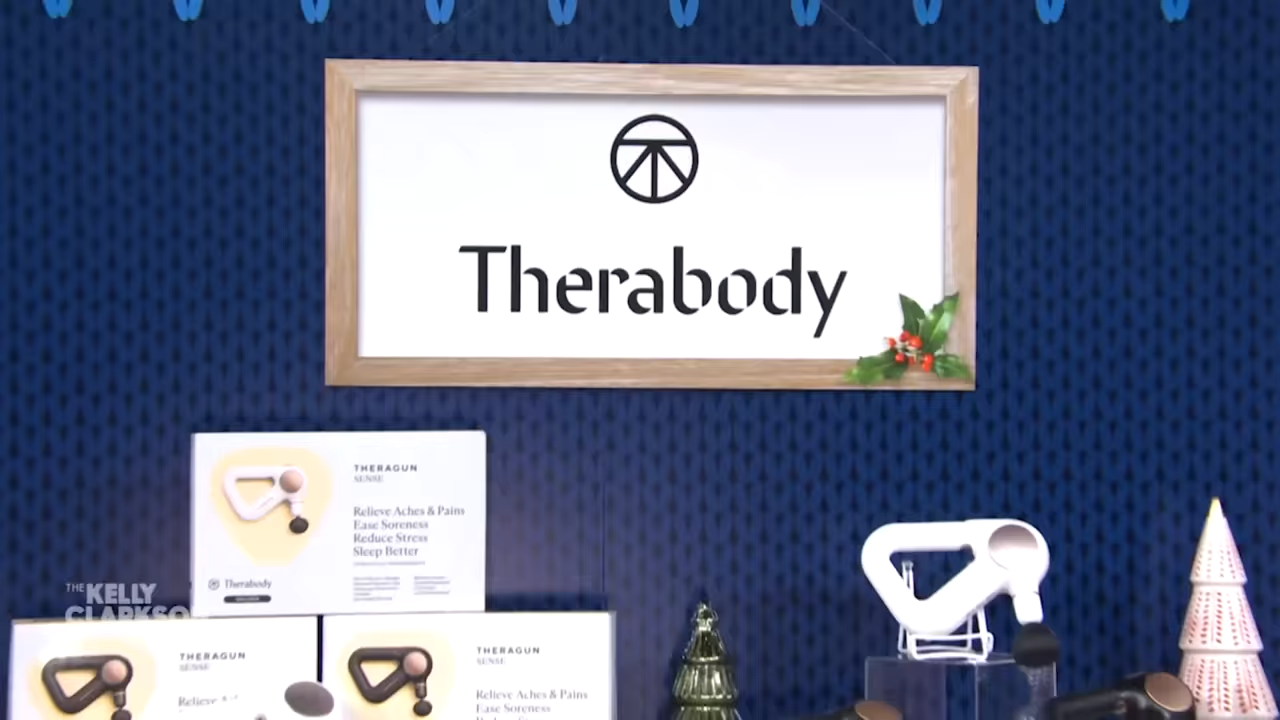 Therabody
THERAGUN
SENSE
Relieve Aches & Pains
Ease Soreness
Reduce Stress
Sleep Better
Therabody
THE KELLY
CLARKSO
THERAGUN
SENSE
Relieve
THERAGUN
SENSE
Relieve Aches & Pains
Ease Soreness